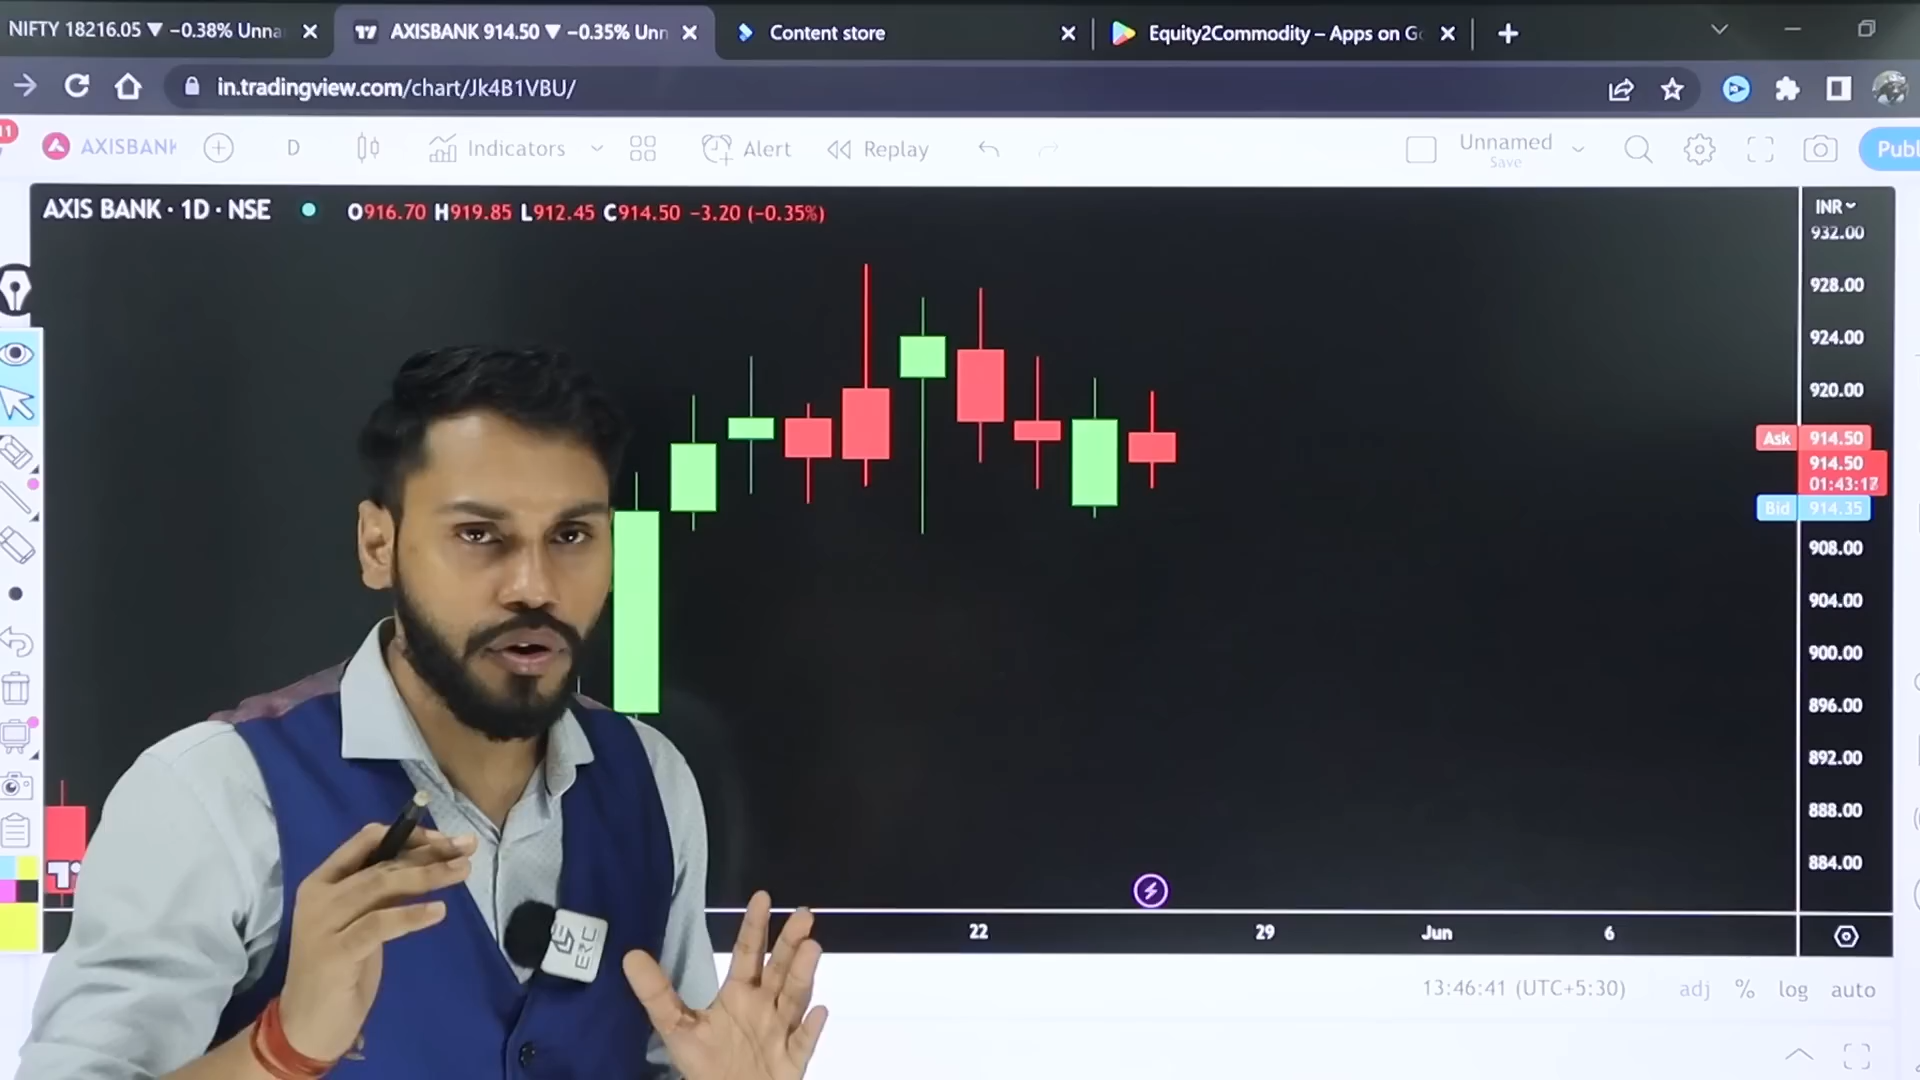 NIFTY 18216.05 ▼ −0.38% Unna
AXISBANK 914.50 ▼ −0.35% Unn
Content store
Equity2Commodity – Apps on Go
in.tradingview.com/chart/Jk4B1VBU/
11
AXISBANK
D
Indicators
Alert
Replay
Unnamed
Save
Publ
AXIS BANK · 1D · NSE
O916.70 H919.85 L912.45 C914.50 −3.20 (−0.35%)
INR
932.00
928.00
924.00
920.00
Ask 914.50
914.50
01:43:17
Bid 914.35
908.00
904.00
900.00
896.00
892.00
888.00
884.00
22
29
Jun
6
13:46:41 (UTC+5:30)
adj
%
log
auto